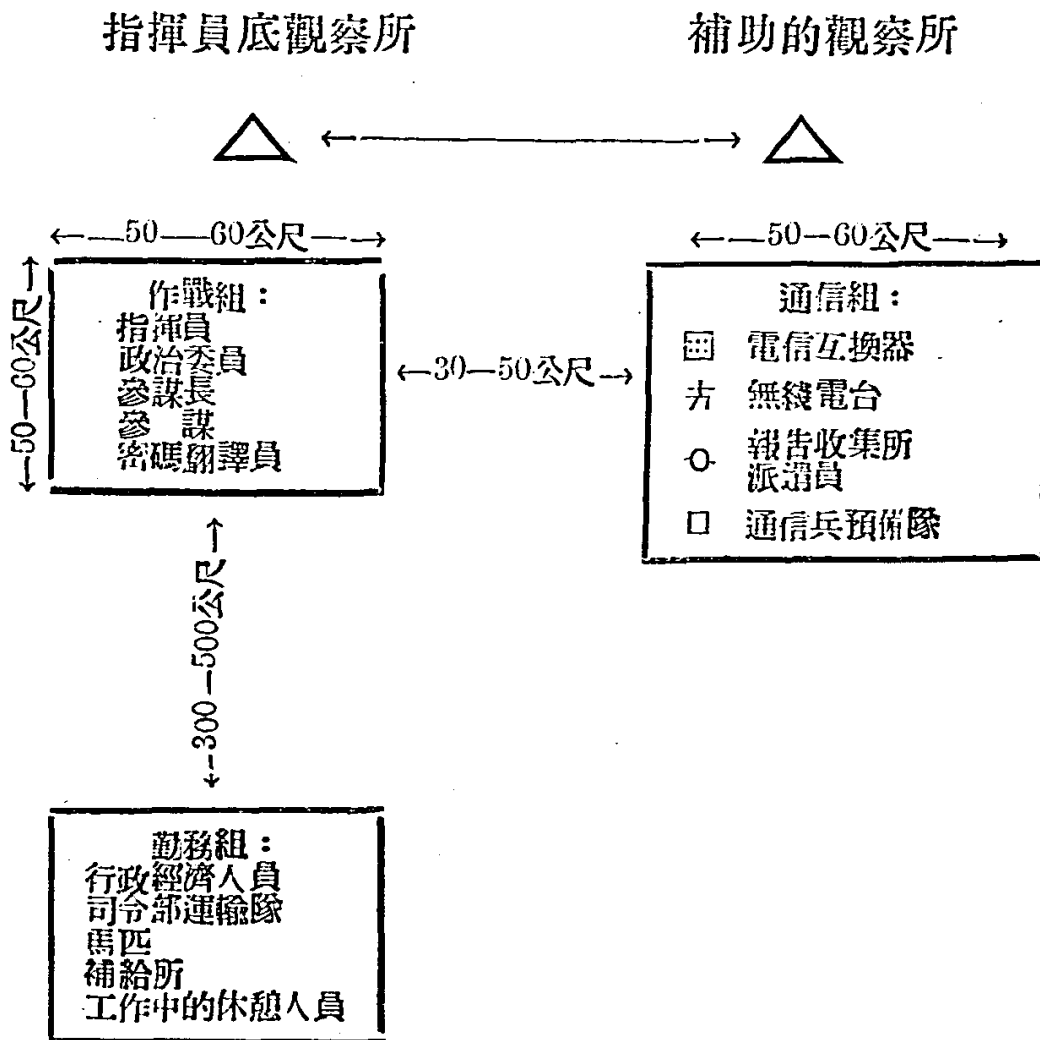 指揮員底觀察所
補助的觀察所
50—60公尺
50—60公尺
50—60公尺
作戰組：
指揮員
政治委員
參謀長
參　謀
密碼翻譯員
30—50公尺
通信組：
電信互換器
無綫電台
報告收集所
派遣員
通信兵預備隊
300—500公尺
勤務組：
行政經濟人員
司令部運輸隊
馬匹
補給所
工作中的休憩人員